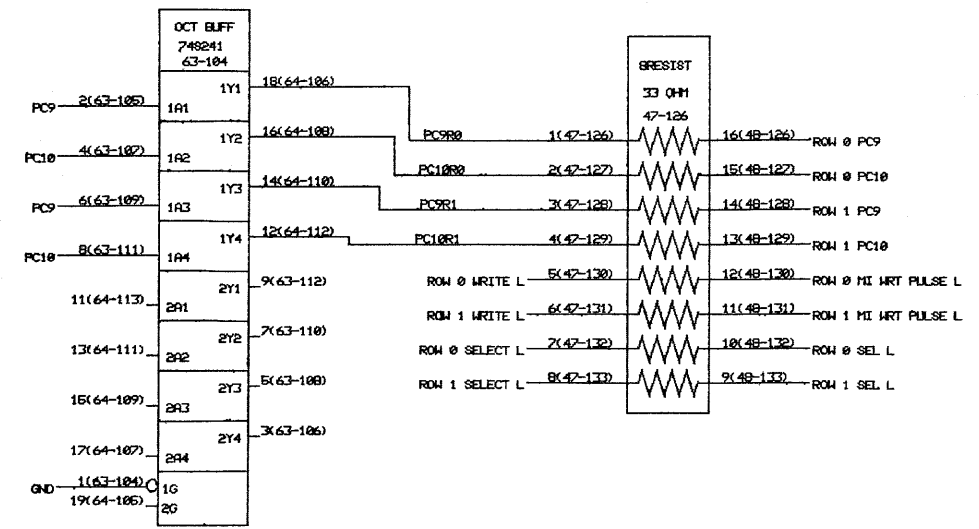 OCT BUFF
74S241
63-104
1Y1
18(64-106)
PC9
2(63-105)
1A1
1Y2
16(64-108)
PC10
4(63-107)
1A2
1Y3
14(64-110)
PC9
6(63-109)
1A3
1Y4
12(64-112)
PC10
8(63-111)
1A4
2Y1
9(63-112)
11(64-113)
2A1
2Y2
7(63-110)
13(64-111)
2A2
2Y3
5(63-108)
15(64-109)
2A3
2Y4
3(63-106)
17(64-107)
2A4
GND
1(63-104)
1G
19(64-105)
2G
8RESIST
33 OHM
47-126
PC9R0 1(47-126) 16(48-126) ROW 0 PC9
PC10R0 2(47-127) 15(48-127) ROW 0 PC10
PC9R1 3(47-128) 14(48-128) ROW 1 PC9
PC10R1 4(47-129) 13(48-129) ROW 1 PC10
ROW 0 WRITE L 5(47-130) 12(48-130) ROW 0 MI WRT PULSE L
ROW 1 WRITE L 6(47-131) 11(48-131) ROW 1 MI WRT PULSE L
ROW 0 SELECT L 7(47-132) 10(48-132) ROW 0 SEL L
ROW 1 SELECT L 8(47-133) 9(48-133) ROW 1 SEL L